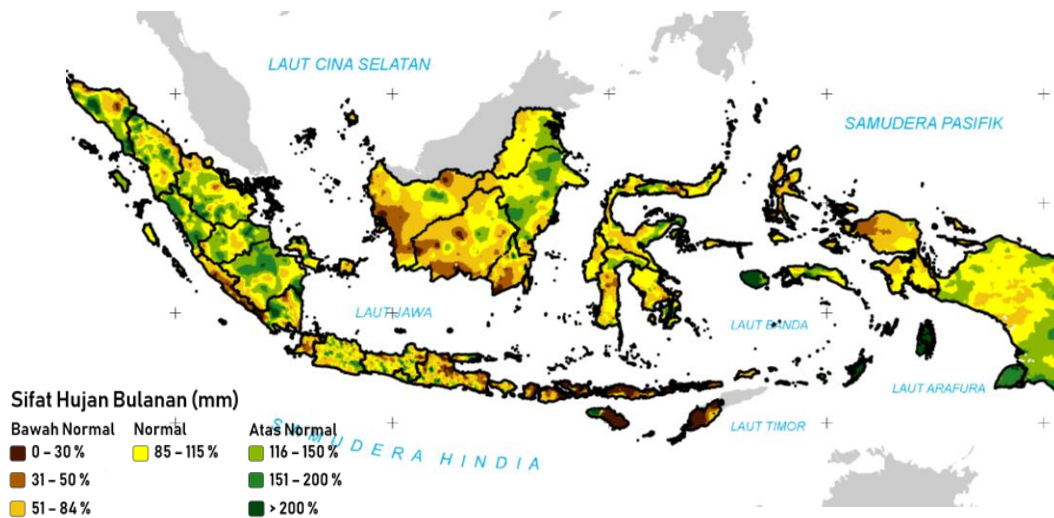 LAUT CINA SELATAN
SAMUDERA PASIFIK
LAUT JAWA
LAUT BANDA
LAUT ARAFURA
LAUT TIMOR
SAMUDERA HINDIA
Sifat Hujan Bulanan (mm)
Bawah Normal Normal Atas Normal
0 – 30 % 85 – 115 % 116 – 150 %
31 – 50 % 151 – 200 %
51 – 84 % > 200 %